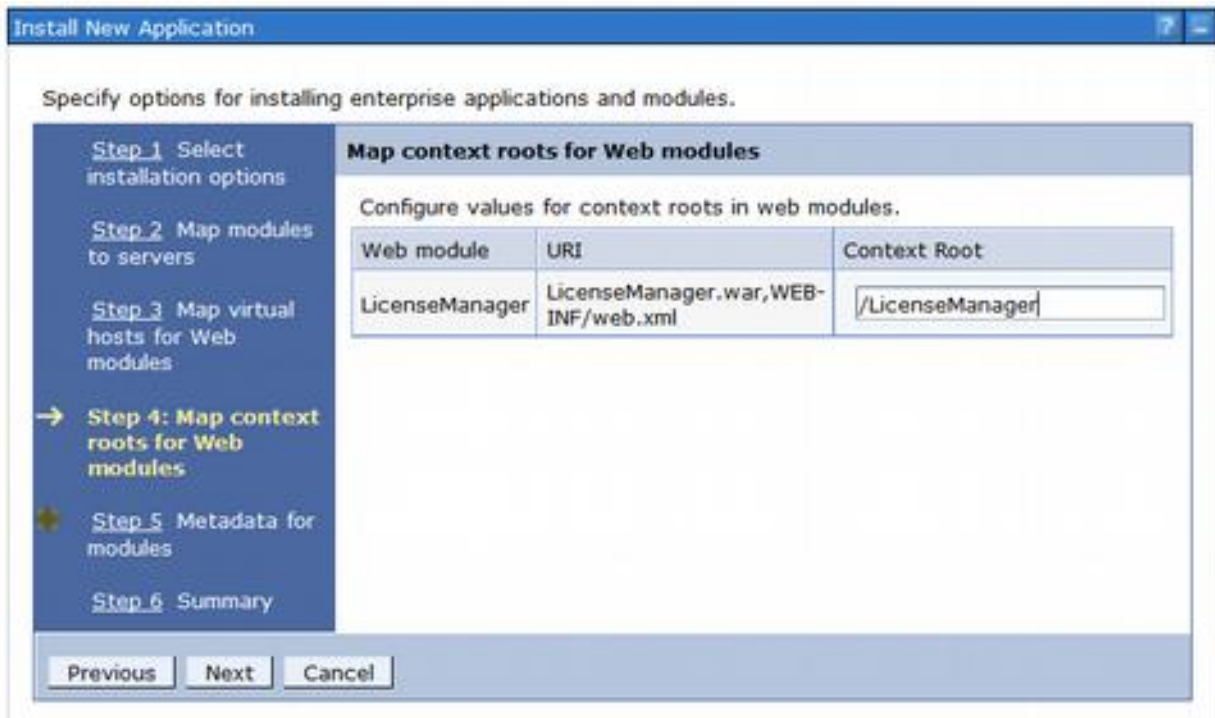 Install New Application
?
Specify options for installing enterprise applications and modules.
Step 1 Select
installation options
Step 2 Map modules
to servers
Step 3 Map virtual
hosts for Web
modules
→ Step 4: Map context
roots for Web
modules
Step 5 Metadata for
modules
Step 6 Summary
Map context roots for Web modules
Configure values for context roots in web modules.
Web module URI Context Root
LicenseManager LicenseManager.war,WEB- /LicenseManager
INF/web.xml
Previous Next Cancel